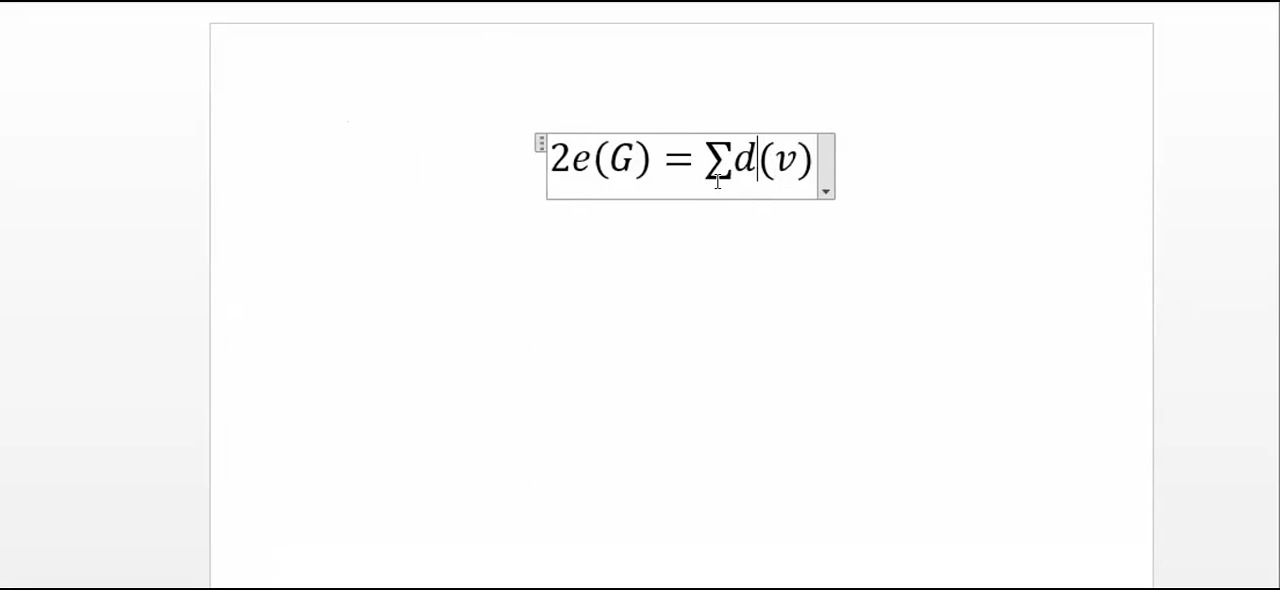 2e(G) = ∑d(v)